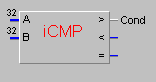 32 A iCMP > Cond
32 B <
=